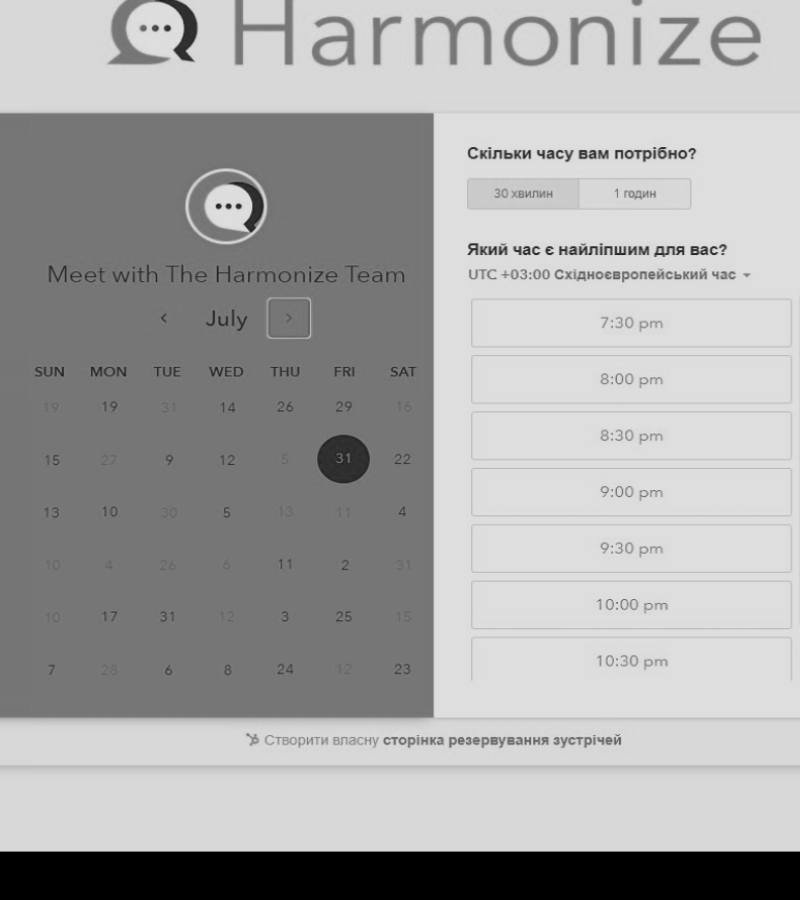 Harmonize
Meet with The Harmonize Team
July
SUN MON TUE WED THU FRI SAT
19 19 31 14 26 29 16
15 27 9 12 5 31 22
13 10 30 5 13 11 4
10 4 26 6 11 2 31
10 17 31 12 3 25 15
7 28 6 8 24 12 23
Скільки часу вам потрібно?
30 хвилин 1 годин
Який час є найліпшим для вас?
UTC +03:00 Східноєвропейський час
7:30 pm
8:00 pm
8:30 pm
9:00 pm
9:30 pm
10:00 pm
10:30 pm
Створити власну сторінка резервування зустрічей